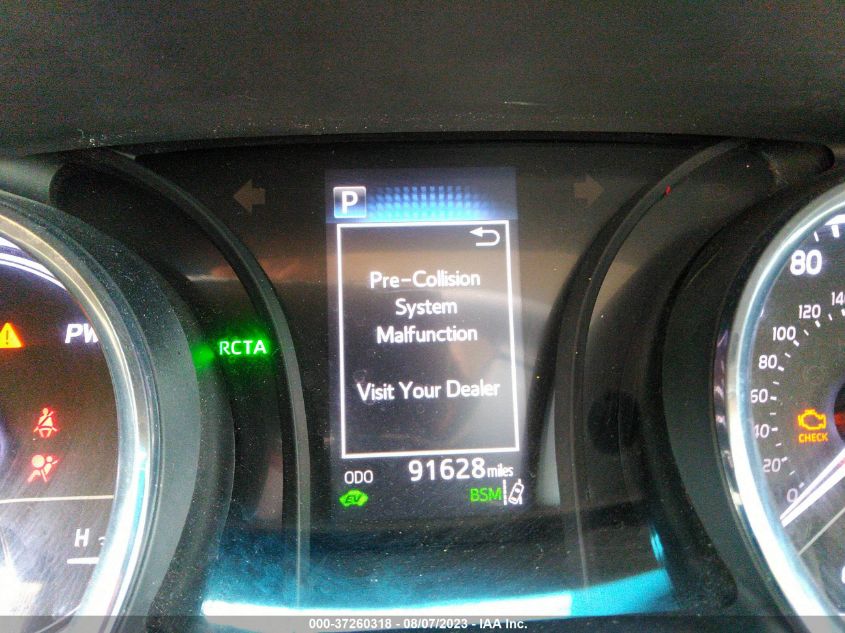 P
Pre-Collision
System
Malfunction
Visit Your Dealer
ODO 91628 miles
EV BSM
RCTA
H
80
120
100
80
60
40
20
0
CHECK
000-37260318 - 08/07/2023 - IAA Inc.